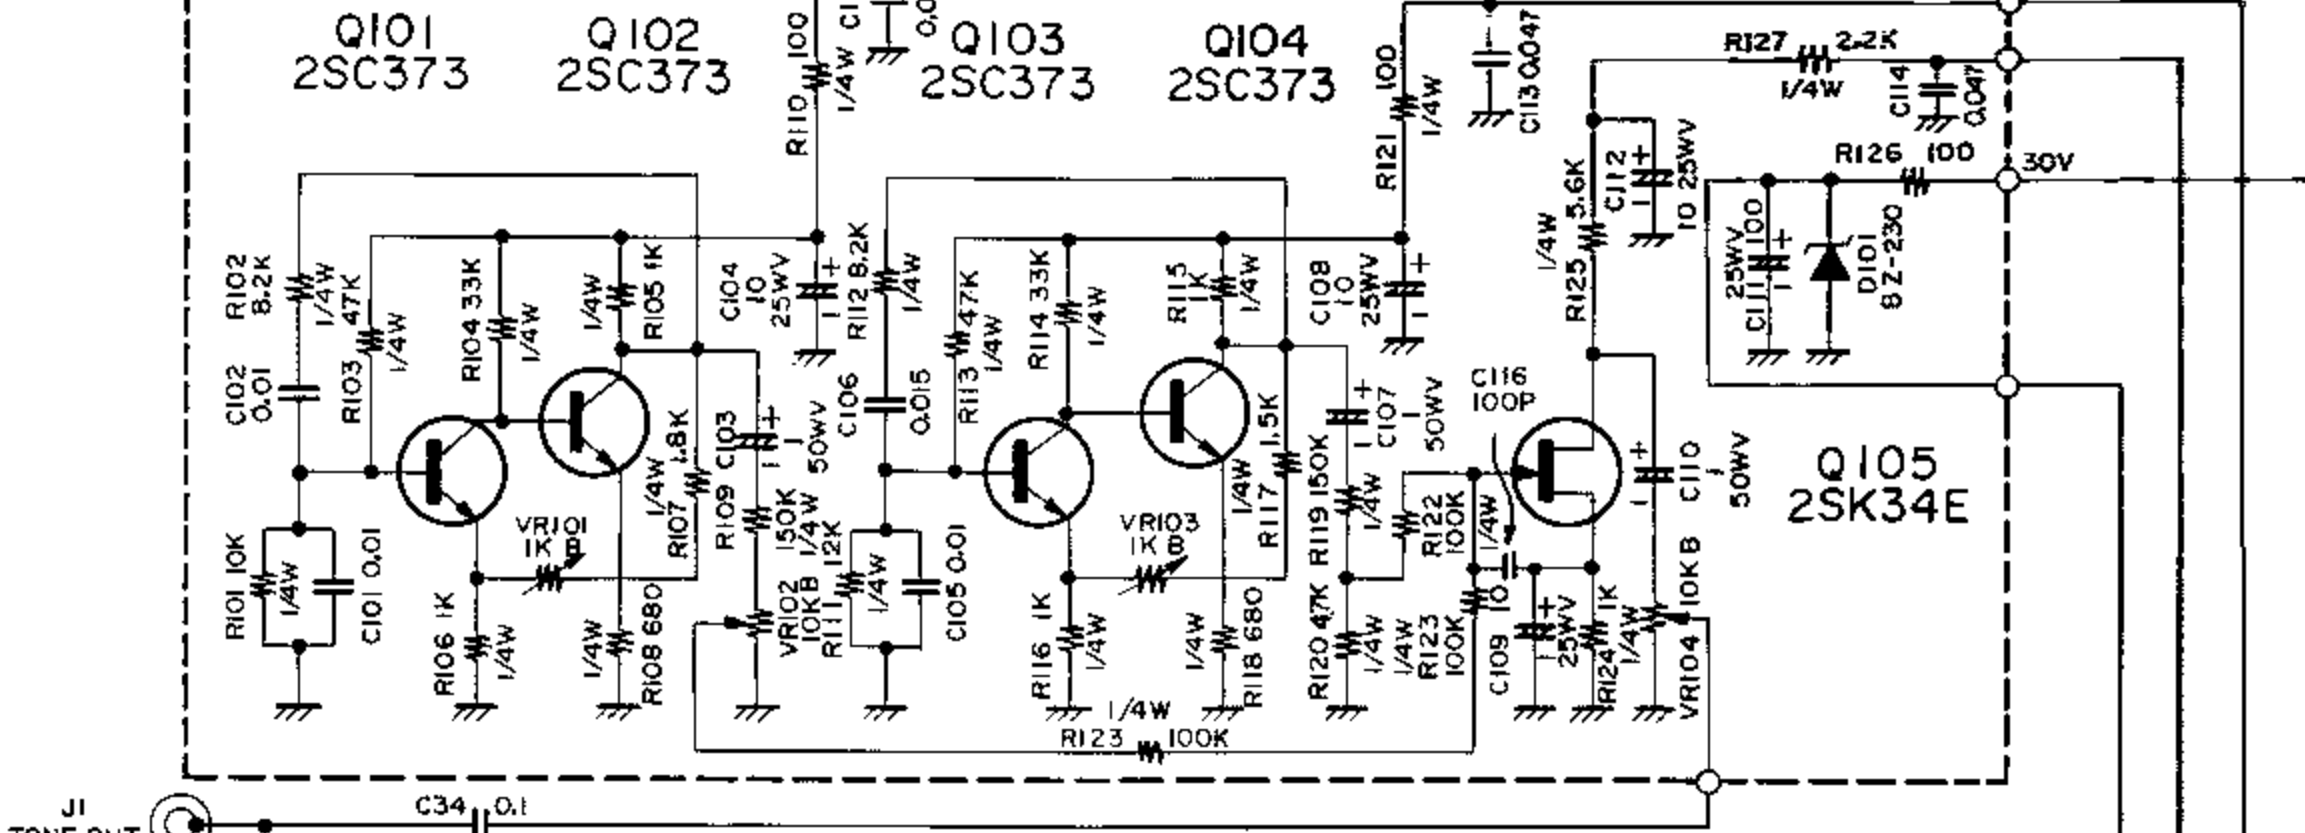 Q101
2SC373
Q102
2SC373
R110 100
1/4W
Q103
2SC373
Q104
2SC373
R121 100
1/4W
C113 0.047
R127 2.2K
1/4W
C114
0.047
R126 100
30V
C112
10 25WV
R125 5.6K
1/4W
C111 100
25WV
D101
BZ-230
R102
8.2K
1/4W
C102
0.01
R103
47K
1/4W
R104 33K
1/4W
R105 1K
1/4W
C104
10
25WV
R112 8.2K
1/4W
C106
0.015
R113 47K
1/4W
R114 33K
1/4W
R115
1K
1/4W
C108
10
25WV
C107
1
50WV
C116
100P
C110
1
50WV
Q105
2SK34E
R101 10K
1/4W
C101 0.01
R106 1K
1/4W
VR101
1K B
R108 680
1/4W
R107
1.8K
1/4W
C103
1
50WV
R109
150K
1/4W
VR102
10KB
R111
12K
1/4W
C105 0.01
R116 1K
1/4W
VR103
1K B
R118 680
1/4W
R117 1.5K
1/4W
R119 150K
1/4W
R120 47K
1/4W
R122
100K
1/4W
R123
100K
1/4W
C109
10
25WV
R124 1K
1/4W
VR104 10KB
1/4W
R123 100K
J1
C34 0.1